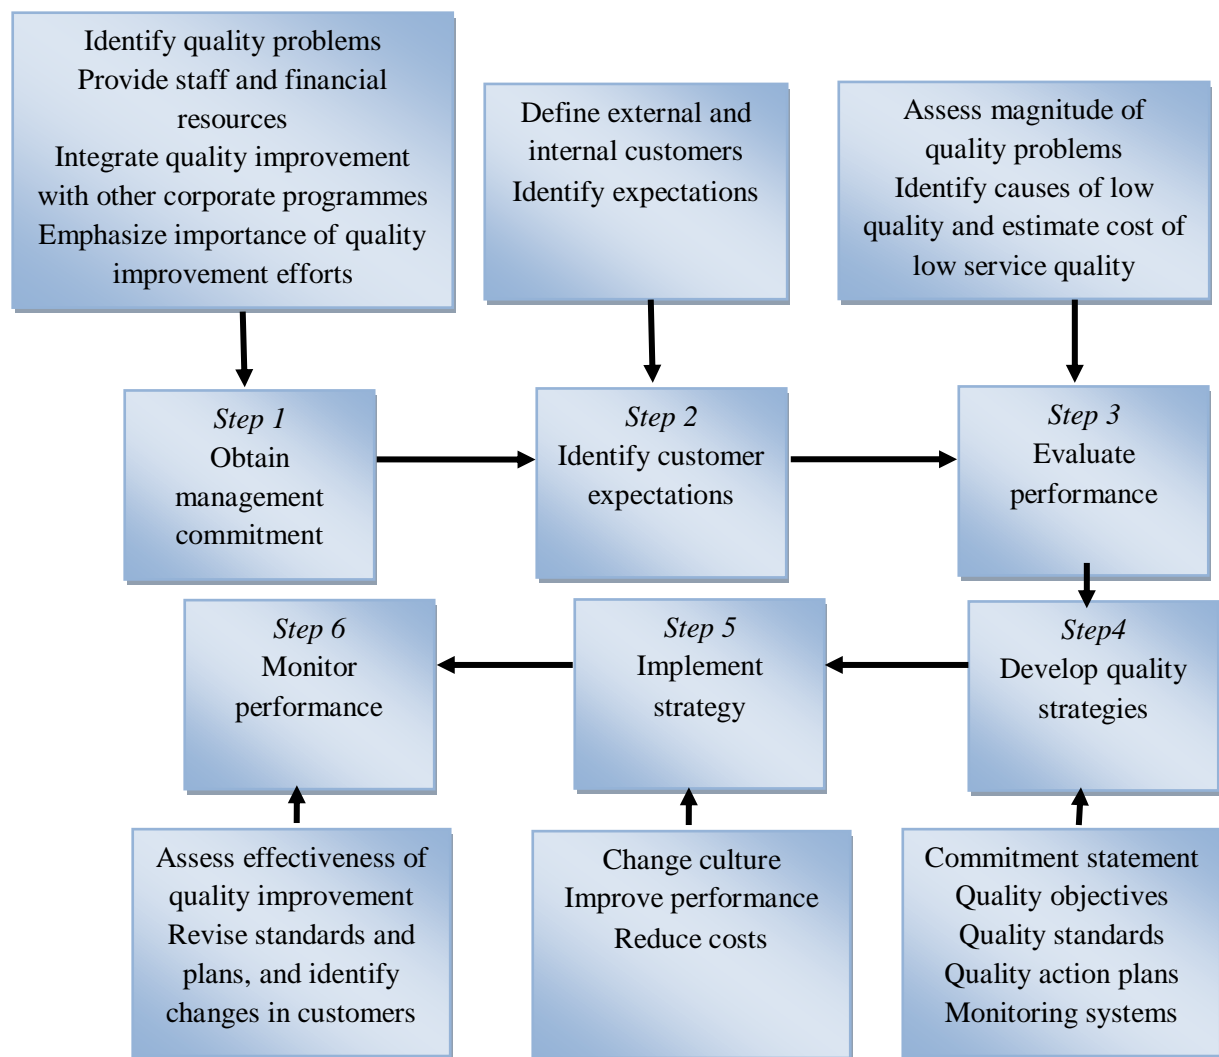 Identify quality problems
Provide staff and financial
resources
Integrate quality improvement
with other corporate programmes
Emphasize importance of quality
improvement efforts
Define external and
internal customers
Identify expectations
Assess magnitude of
quality problems
Identify causes of low
quality and estimate cost of
low service quality
Step 1
Obtain
management
commitment
Step 2
Identify customer
expectations
Step 3
Evaluate
performance
Step 6
Monitor
performance
Step 5
Implement
strategy
Step4
Develop quality
strategies
Assess effectiveness of
quality improvement
Revise standards and
plans, and identify
changes in customers
Change culture
Improve performance
Reduce costs
Commitment statement
Quality objectives
Quality standards
Quality action plans
Monitoring systems